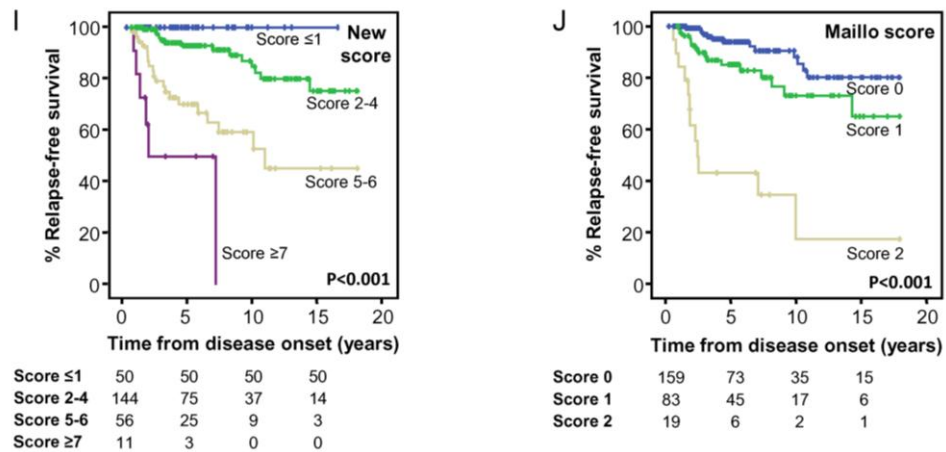 I
% Relapse-free survival
100
80
60
40
20
0
New
score
Score ≤1
Score 2-4
Score 5-6
Score ≥7
P<0.001
0 5 10 15 20
Time from disease onset (years)
Score ≤1 50 50 50 50
Score 2-4 144 75 37 14
Score 5-6 56 25 9 3
Score ≥7 11 3 0 0
J
% Relapse-free survival
100
80
60
40
20
0
Maillo score
Score 0
Score 1
Score 2
P<0.001
0 5 10 15 20
Time from disease onset (years)
Score 0 159 73 35 15
Score 1 83 45 17 6
Score 2 19 6 2 1